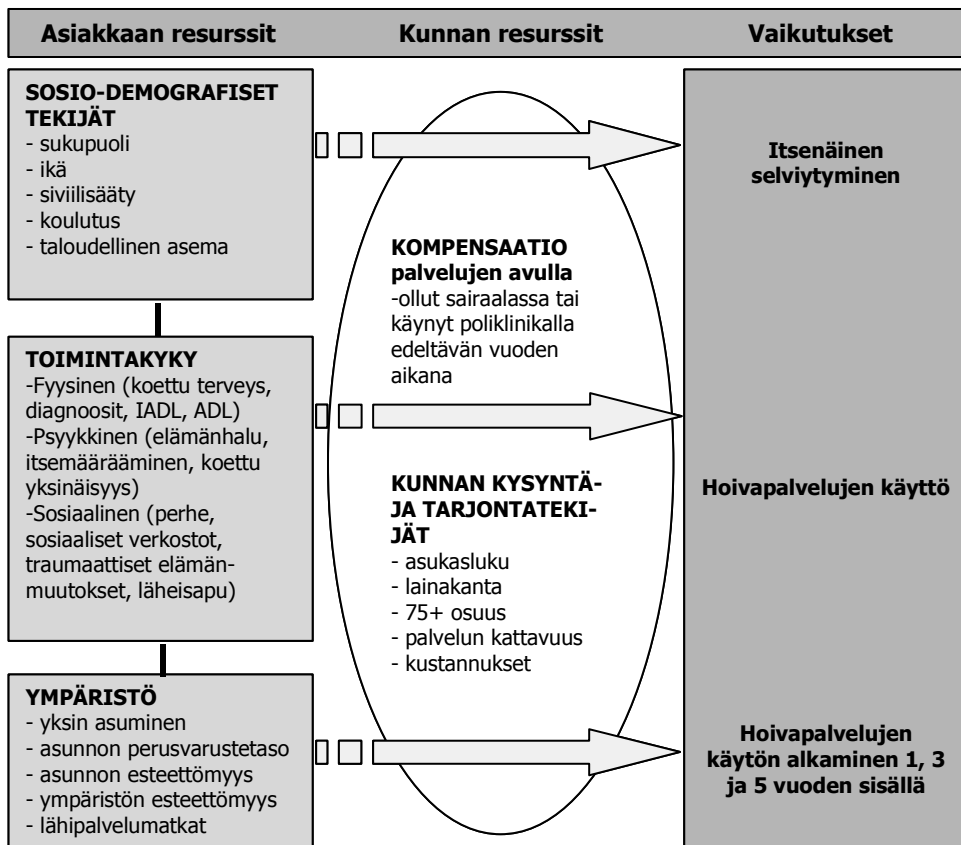 Asiakkaan resurssit
Kunnan resurssit
Vaikutukset
SOSIO-DEMOGRAFISET
TEKIJÄT
- sukupuoli
- ikä
- siviilisääty
- koulutus
- taloudellinen asema
TOIMINTAKYKY
-Fyysinen (koettu terveys,
diagnoosit, IADL, ADL)
-Psyykkinen (elämänhalu,
itsemäärääminen, koettu
yksinäisyys)
-Sosiaalinen (perhe,
sosiaaliset verkostot,
traumaattiset elämän-
muutokset, läheisapu)
YMPÄRISTÖ
- yksin asuminen
- asunnon perusvarustetaso
- asunnon esteettömyys
- ympäristön esteettömyys
- lähipalvelumatkat
KOMPENSAATIO
palvelujen avulla
-ollut sairaalassa tai
käynyt poliklinikalla
edeltävän vuoden
aikana
KUNNAN KYSYNTÄ-
JA TARJONTATEKI-
JÄT
- asukasluku
- lainakanta
- 75+ osuus
- palvelun kattavuus
- kustannukset
Itsenäinen
selviytyminen
Hoivapalvelujen käyttö
Hoivapalvelujen
käytön alkaminen 1, 3
ja 5 vuoden sisällä